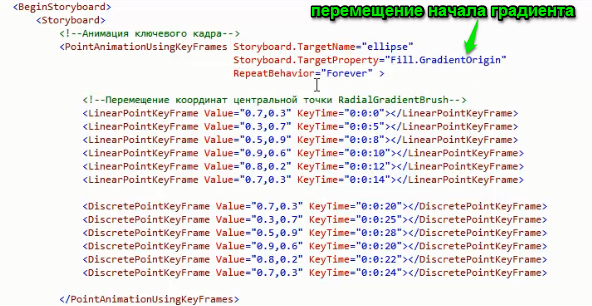 перемещение начала градиента
<BeginStoryboard>
<Storyboard>
<!--Анимация ключевого кадра-->
<PointAnimationUsingKeyFrames Storyboard.TargetName="ellipse"
Storyboard.TargetProperty="Fill.GradientOrigin"
RepeatBehavior="Forever" >
<!--Перемещение координат центральной точки RadialGradientBrush-->
<LinearPointKeyFrame Value="0.7,0.3" KeyTime="0:0:0"></LinearPointKeyFrame>
<LinearPointKeyFrame Value="0.3,0.7" KeyTime="0:0:5"></LinearPointKeyFrame>
<LinearPointKeyFrame Value="0.5,0.9" KeyTime="0:0:8"></LinearPointKeyFrame>
<LinearPointKeyFrame Value="0.9,0.6" KeyTime="0:0:10"></LinearPointKeyFrame>
<LinearPointKeyFrame Value="0.8,0.2" KeyTime="0:0:12"></LinearPointKeyFrame>
<LinearPointKeyFrame Value="0.7,0.3" KeyTime="0:0:14"></LinearPointKeyFrame>
<DiscretePointKeyFrame Value="0.7,0.3" KeyTime="0:0:20"></DiscretePointKeyFrame>
<DiscretePointKeyFrame Value="0.3,0.7" KeyTime="0:0:25"></DiscretePointKeyFrame>
<DiscretePointKeyFrame Value="0.5,0.9" KeyTime="0:0:28"></DiscretePointKeyFrame>
<DiscretePointKeyFrame Value="0.9,0.6" KeyTime="0:0:20"></DiscretePointKeyFrame>
<DiscretePointKeyFrame Value="0.8,0.2" KeyTime="0:0:22"></DiscretePointKeyFrame>
<DiscretePointKeyFrame Value="0.7,0.3" KeyTime="0:0:24"></DiscretePointKeyFrame>
</PointAnimationUsingKeyFrames>